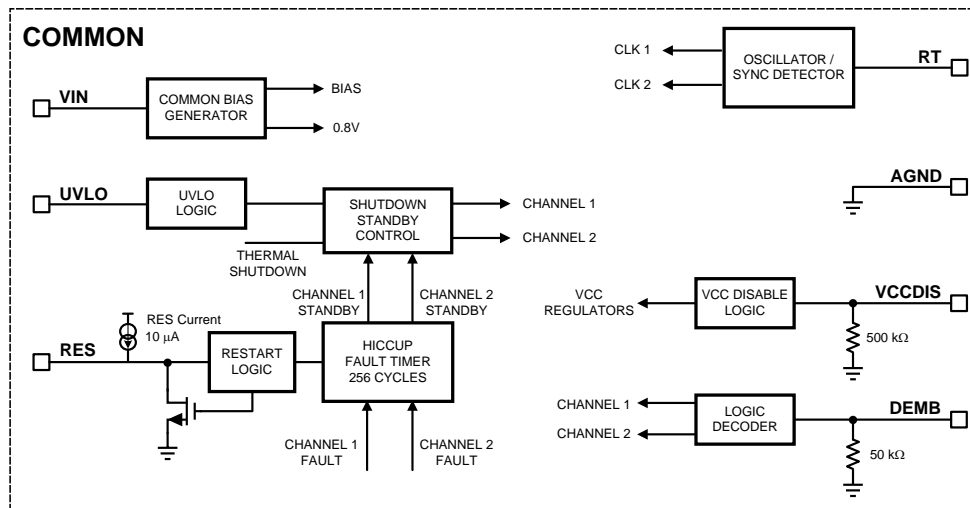 COMMON
VIN
COMMON BIAS
GENERATOR
BIAS
0.8V
CLK 1
CLK 2
OSCILLATOR /
SYNC DETECTOR
RT
UVLO
UVLO
LOGIC
SHUTDOWN
STANDBY
CONTROL
CHANNEL 1
CHANNEL 2
THERMAL
SHUTDOWN
AGND
CHANNEL 1
STANDBY
CHANNEL 2
STANDBY
VCC
REGULATORS
VCC DISABLE
LOGIC
VCCDIS
500 kΩ
RES Current
10 μA
RES
RESTART
LOGIC
HICCUP
FAULT TIMER
256 CYCLES
CHANNEL 1
FAULT
CHANNEL 2
FAULT
CHANNEL 1
CHANNEL 2
LOGIC
DECODER
DEMB
50 kΩ